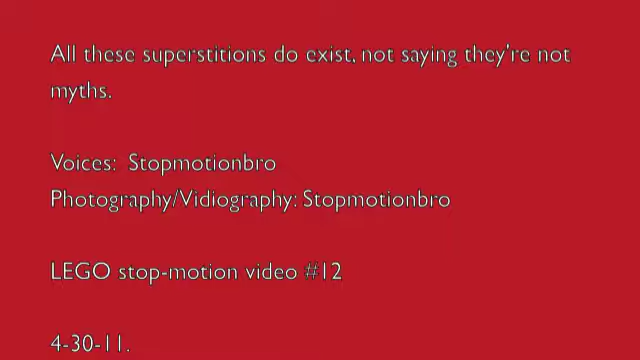 All these superstitions do exist, not saying they're not
myths.
Voices: Stopmotionbro
Photography/Vidiography: Stopmotionbro
LEGO stop-motion video #12
4-30-11.